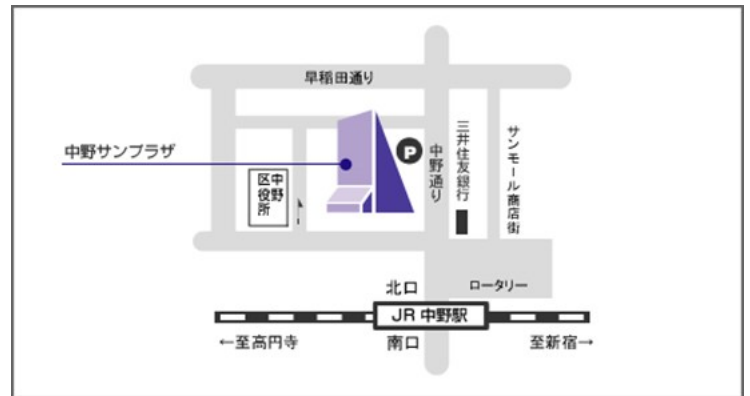 早稲田通り
中野サンプラザ
P
中野通り
三井住友銀行
サンモール商店街
中野
区役所
北口
ロータリー
JR 中野駅
←至高円寺
南口
至新宿→